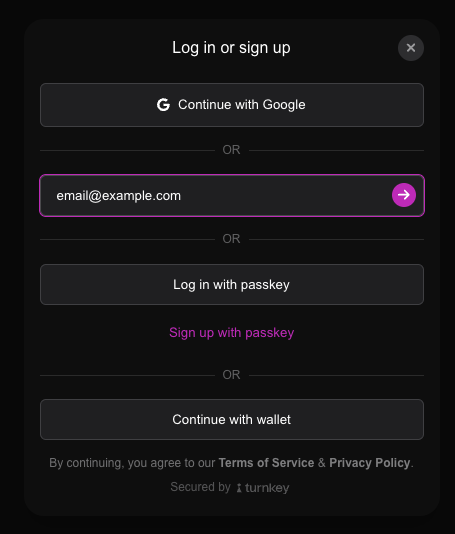 Log in or sign up
Continue with Google
OR
email@example.com
OR
Log in with passkey
Sign up with passkey
OR
Continue with wallet
By continuing, you agree to our Terms of Service & Privacy Policy.
Secured by turnkey